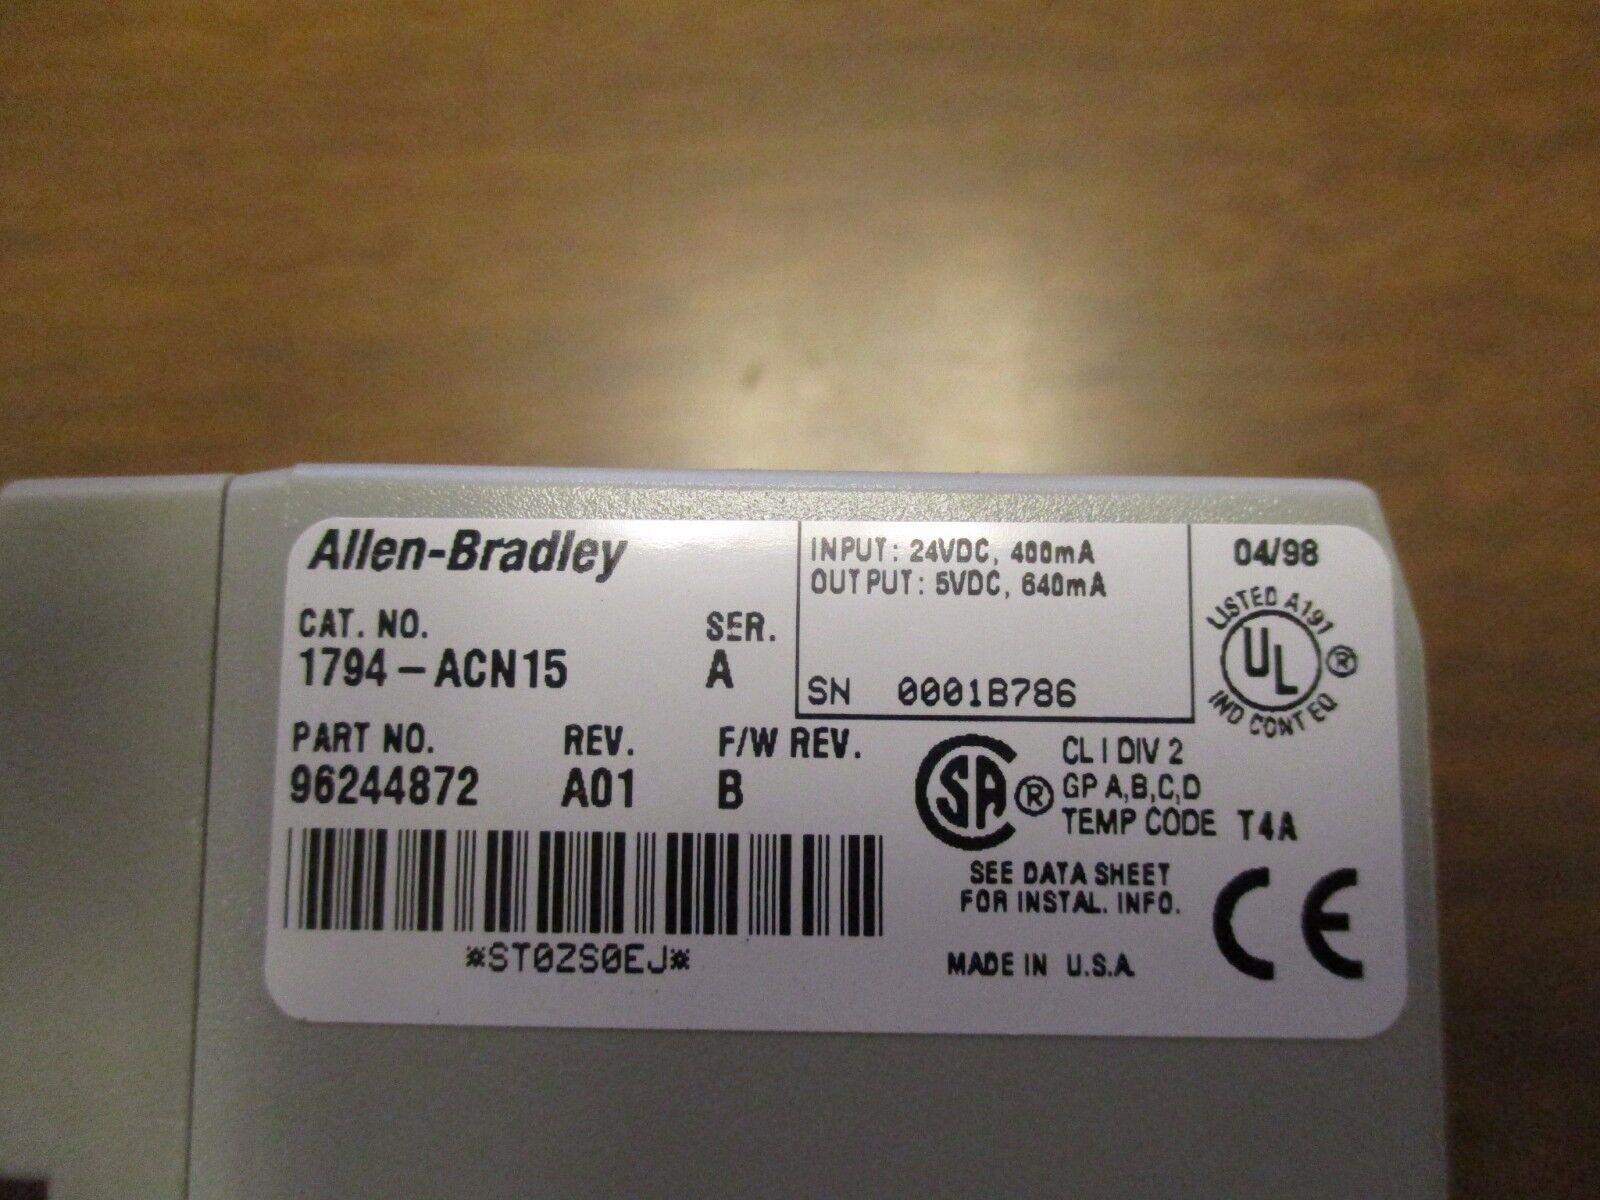 Allen-Bradley
CAT. NO. SER.
1794-ACN15 A
PART NO. REV. F/W REV.
96244872 A01 B
*ST0ZS0EJ*
INPUT: 24VDC, 400mA
OUTPUT: 5VDC, 640mA
SN 0001B786
04/98
LISTED A191
UL ®
IND CONT EQ
SA ®
CL I DIV 2
GP A,B,C,D
TEMP CODE T4A
SEE DATA SHEET
FOR INSTAL. INFO.
MADE IN U.S.A.
CE